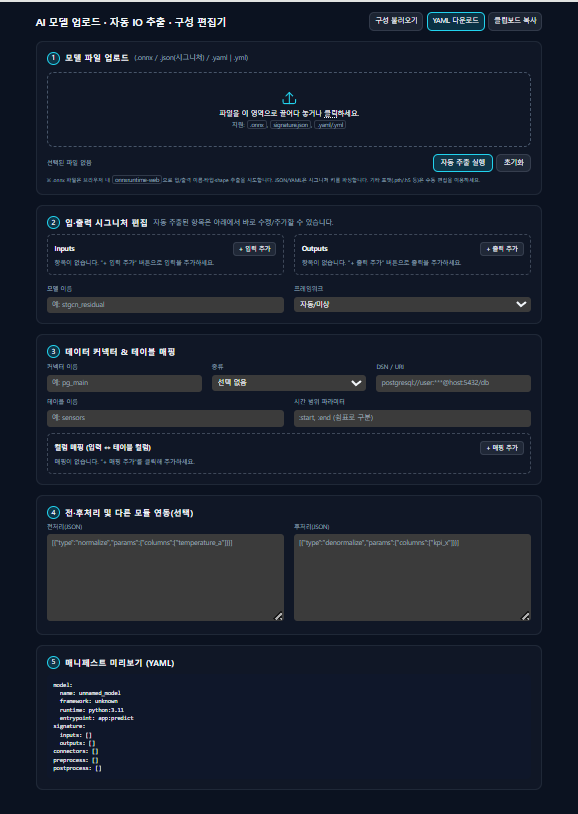 AI 모델 업로드 · 자동 IO 추출 · 구성 편집기
구성 불러오기
YAML 다운로드
클립보드 복사
1 모델 파일 업로드 (.onnx / .json(시그니처) / .yaml | .yml)
파일을 이 영역으로 끌어다 놓거나 클릭하세요.
지원: .onnx, signature.json, .yaml/.yml
선택된 파일 없음
자동 추출 실행
초기화
※ .onnx 파일은 브라우저 내 onnxruntime-web으로 입/출력 이름·타입·shape 추출을 시도합니다. JSON/YAML은 시그니처 키를 파싱합니다. 기타 포맷(.pth/.h5 등)은 수동 편집을 이용하세요.
2 입·출력 시그니처 편집 자동 추출된 항목은 아래에서 바로 수정/추가할 수 있습니다.
Inputs
+ 입력 추가
항목이 없습니다. "+ 입력 추가" 버튼으로 입력을 추가하세요.
Outputs
+ 출력 추가
항목이 없습니다. "+ 출력 추가" 버튼으로 출력을 추가하세요.
모델 이름
예: stgcn_residual
프레임워크
자동/미상
3 데이터 커넥터 & 테이블 매핑
커넥터 이름
예: pg_main
종류
선택 없음
DSN / URI
postgresql://user:***@host:5432/db
테이블 이름
예: sensors
시간 범위 파라미터
:start, :end (쉼표로 구분)
컬럼 매핑 (입력 ↔ 테이블 컬럼)
+ 매핑 추가
매핑이 없습니다. "+ 매핑 추가"를 클릭해 추가하세요.
4 전·후처리 및 다른 모듈 연동(선택)
전처리(JSON)
[{"type":"normalize","params":{"columns":["temperature_a"]}}]
후처리(JSON)
[{"type":"denormalize","params":{"columns":["kpi_x"]}}]
5 매니페스트 미리보기 (YAML)
model:
name: unnamed_model
framework: unknown
runtime: python:3.11
entrypoint: app:predict
signature:
inputs: []
outputs: []
connectors: []
preprocess: []
postprocess: []